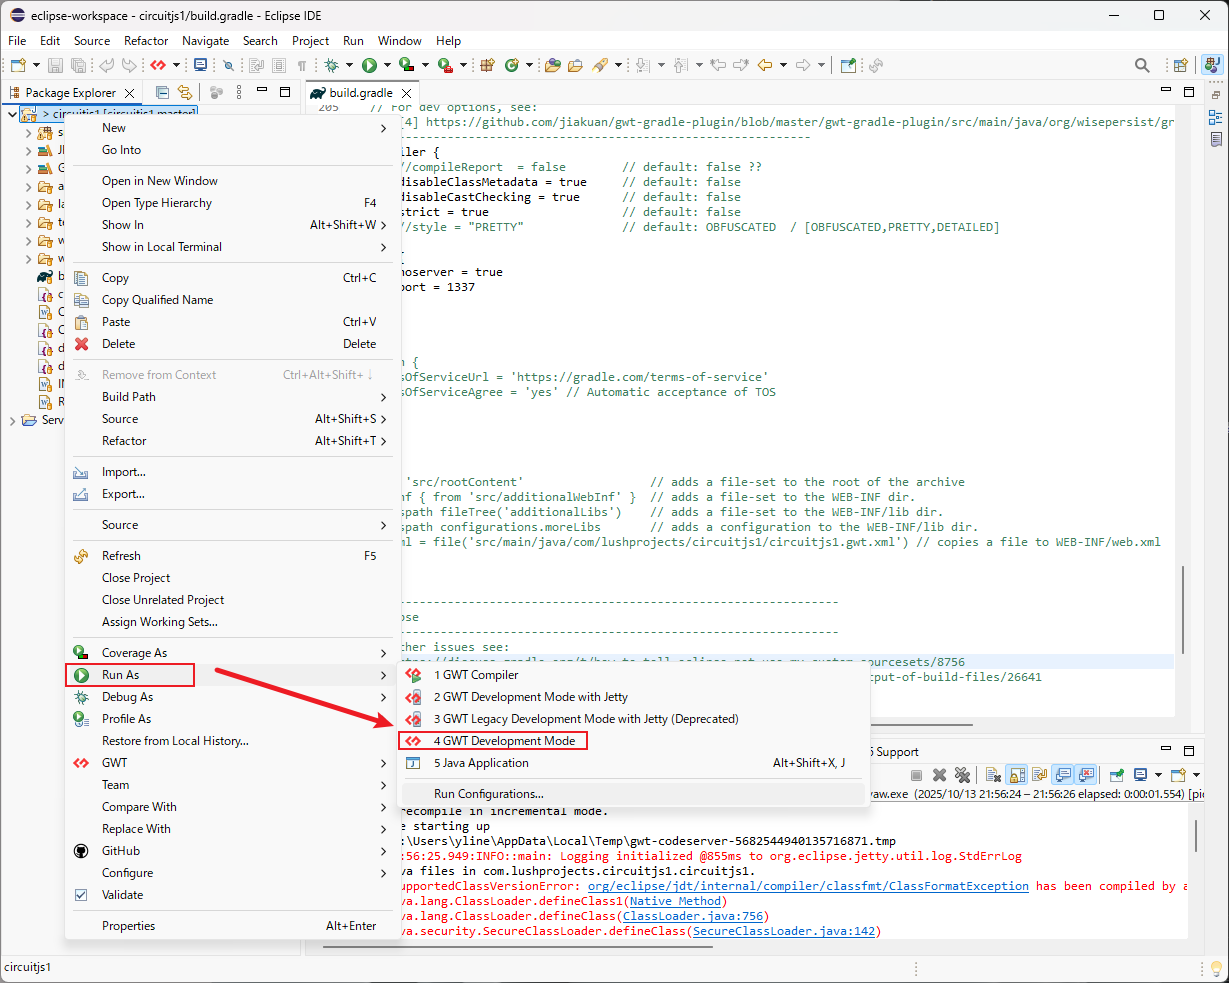 eclipse-workspace - circuitjs1/build.gradle - Eclipse IDE
File Edit Source Refactor Navigate Search Project Run Window Help
Package Explorer
build.gradle
> circuitjs1 [circuitjs1 master]
205 // For dev options, see:
[4] https://github.com/jiakuan/gwt-gradle-plugin/blob/master/gwt-gradle-plugin/src/main/java/org/wisepersist/gr
iler {
//compileReport = false // default: false ??
disableClassMetadata = true // default: false
disableCastChecking = true // default: false
strict = true // default: false
//style = "PRETTY" // default: OBFUSCATED / [OBFUSCATED,PRETTY,DETAILED]
noserver = true
port = 1337
{
sOfServiceUrl = 'https://gradle.com/terms-of-service'
sOfServiceAgree = 'yes' // Automatic acceptance of TOS
'src/rootContent' // adds a file-set to the root of the archive
nf { from 'src/additionalWebInf' } // adds a file-set to the WEB-INF dir.
spath fileTree('additionalLibs') // adds a file-set to the WEB-INF/lib dir.
spath configurations.moreLibs // adds a configuration to the WEB-INF/lib dir.
ml = file('src/main/java/com/lushprojects/circuitjs1/circuitjs1.gwt.xml') // copies a file to WEB-INF/web.xml
pse
ther issues see:
sourcesets/8756
tput-of-build-files/26641
Serv
New
Go Into
Open in New Window
Open Type Hierarchy F4
Show In Alt+Shift+W
Show in Local Terminal
Copy Ctrl+C
Copy Qualified Name
Paste Ctrl+V
Delete Delete
Remove from Context Ctrl+Alt+Shift+↓
Build Path
Source Alt+Shift+S
Refactor Alt+Shift+T
Import...
Export...
Source
Refresh F5
Close Project
Close Unrelated Project
Assign Working Sets...
Coverage As
Run As
Debug As
Profile As
Restore from Local History...
GWT
Team
Compare With
Replace With
GitHub
Configure
Validate
Properties Alt+Enter
1 GWT Compiler
2 GWT Development Mode with Jetty
3 GWT Legacy Development Mode with Jetty (Deprecated)
4 GWT Development Mode
5 Java Application Alt+Shift+X, J
Run Configurations...
Support
vaw.exe (2025/10/13 21:56:24 – 21:56:26 elapsed: 0:00:01.554) [pid
recompile in incremental mode.
e starting up
:\Users\yline\AppData\Local\Temp\gwt-codeserver-5682544940135716871.tmp
:56:25.949:INFO::main: Logging initialized @855ms to org.eclipse.jetty.util.log.StdErrLog
va files in com.lushprojects.circuitjs1.circuitjs1.
upportedClassVersionError: org/eclipse/jdt/internal/compiler/classfmt/ClassFormatException has been compiled by a
va.lang.ClassLoader.defineClass1(Native Method)
va.lang.ClassLoader.defineClass(ClassLoader.java:756)
va.security.SecureClassLoader.defineClass(SecureClassLoader.java:142)
circuitjs1